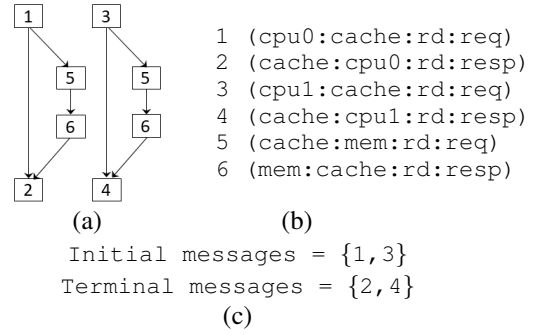 1 3
5 5
6 6
2 4
1 (cpu0:cache:rd:req)
2 (cache:cpu0:rd:resp)
3 (cpu1:cache:rd:req)
4 (cache:cpu1:rd:resp)
5 (cache:mem:rd:req)
6 (mem:cache:rd:resp)
(a) (b)
Initial messages = {1,3}
Terminal messages = {2,4}
(c)